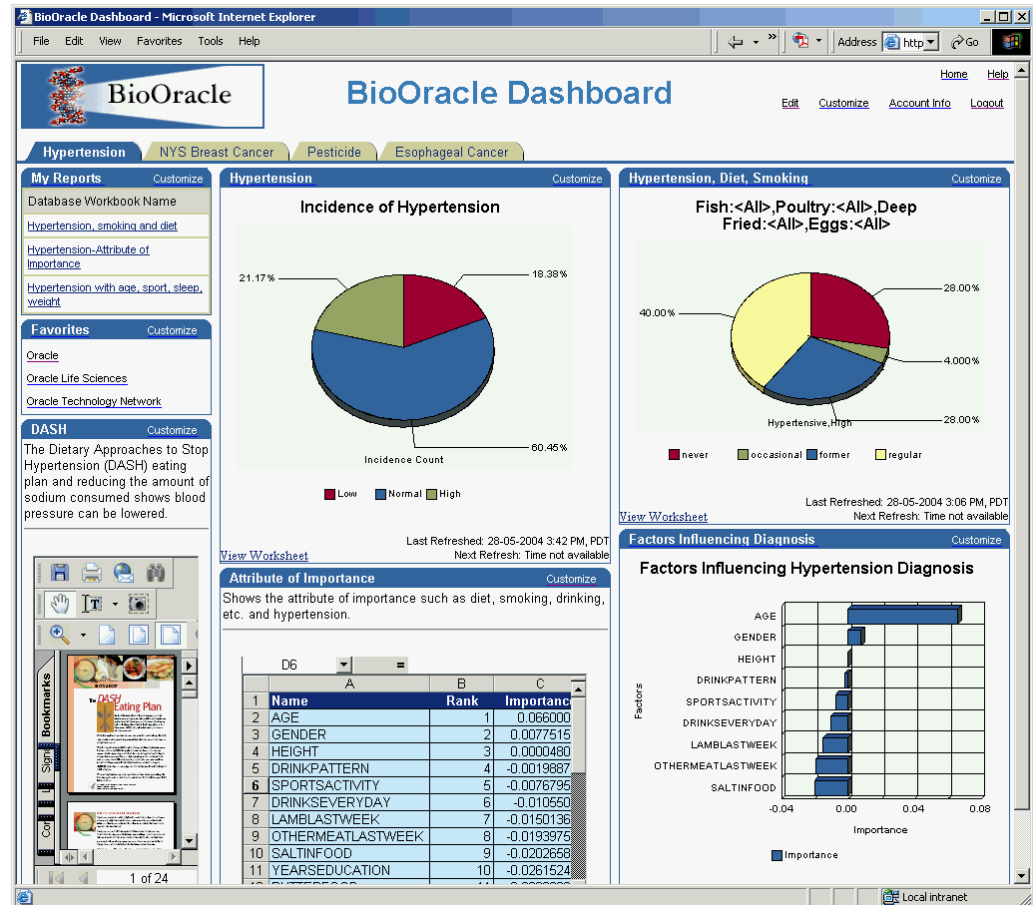 BioOracle Dashboard - Microsoft Internet Explorer
File Edit View Favorites Tools Help
» Address http Go
BioOracle
BioOracle Dashboard
Home Help
Edit Customize Account Info Logout
Hypertension NYS Breast Cancer Pesticide Esophageal Cancer
My Reports Customize
Database Workbook Name
Hypertension, smoking and diet
Hypertension-Attribute of
Importance
Hypertension with age, sport, sleep,
weight
Favorites Customize
Oracle
Oracle Life Sciences
Oracle Technology Network
DASH Customize
The Dietary Approaches to Stop
Hypertension (DASH) eating
plan and reducing the amount of
sodium consumed shows blood
pressure can be lowered.
Bookmarks
The DASH
Eating Plan
1 of 24
Hypertension Customize
Incidence of Hypertension
21.17%
18.38%
60.45%
Incidence Count
Low Normal High
Last Refreshed: 28-05-2004 3:42 PM, PDT
View Worksheet Next Refresh: Time not available
Attribute of Importance Customize
Shows the attribute of importance such as diet, smoking, drinking,
etc. and hypertension.
D6 =
A B C
1 Name Rank Importance
2 AGE 1 0.066000
3 GENDER 2 0.0077515
4 HEIGHT 3 0.0000480
5 DRINKPATTERN 4 -0.0019887
6 SPORTSACTIVITY 5 -0.0076795
7 DRINKSEVERYDAY 6 -0.010550
8 LAMBLASTWEEK 7 -0.0150136
9 OTHERMEATLASTWEEK 8 -0.0193975
10 SALTINFOOD 9 -0.0202658
11 YEARSEDUCATION 10 -0.0261524
Hypertension, Diet, Smoking Customize
Fish:<All>,Poultry:<All>,Deep
Fried:<All>,Eggs:<All>
40.00%
28.00%
4.000%
28.00%
Hypertensive,High
never occasional former regular
Last Refreshed: 28-05-2004 3:06 PM, PDT
View Worksheet Next Refresh: Time not available
Factors Influencing Diagnosis Customize
Factors Influencing Hypertension Diagnosis
Factors
AGE
GENDER
HEIGHT
DRINKPATTERN
SPORTSACTIVITY
DRINKSEVERYDAY
LAMBLASTWEEK
OTHERMEATLASTWEEK
SALTINFOOD
-0.04 0.00 0.04 0.08
Importance
Importance
Local intranet